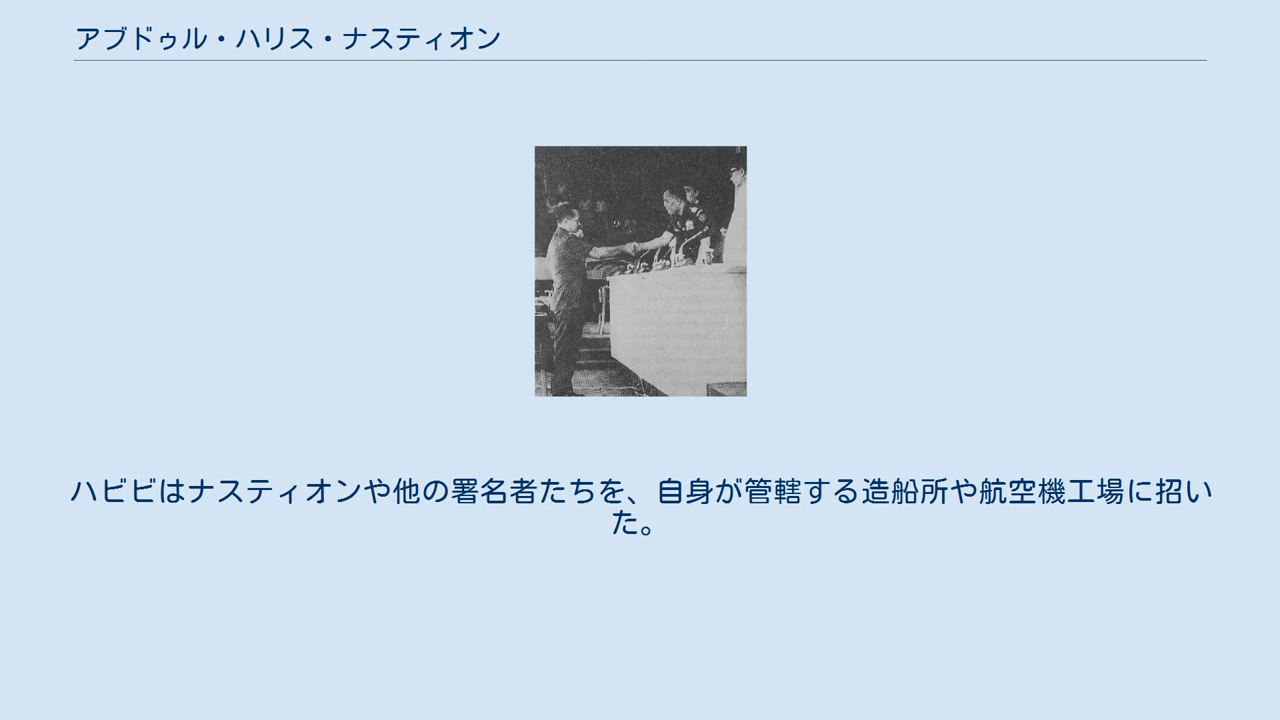 アブドゥル・ハリス・ナスティオン
ハビビはナスティオンや他の署名者たちを、自身が管轄する造船所や航空機工場に招い
た。